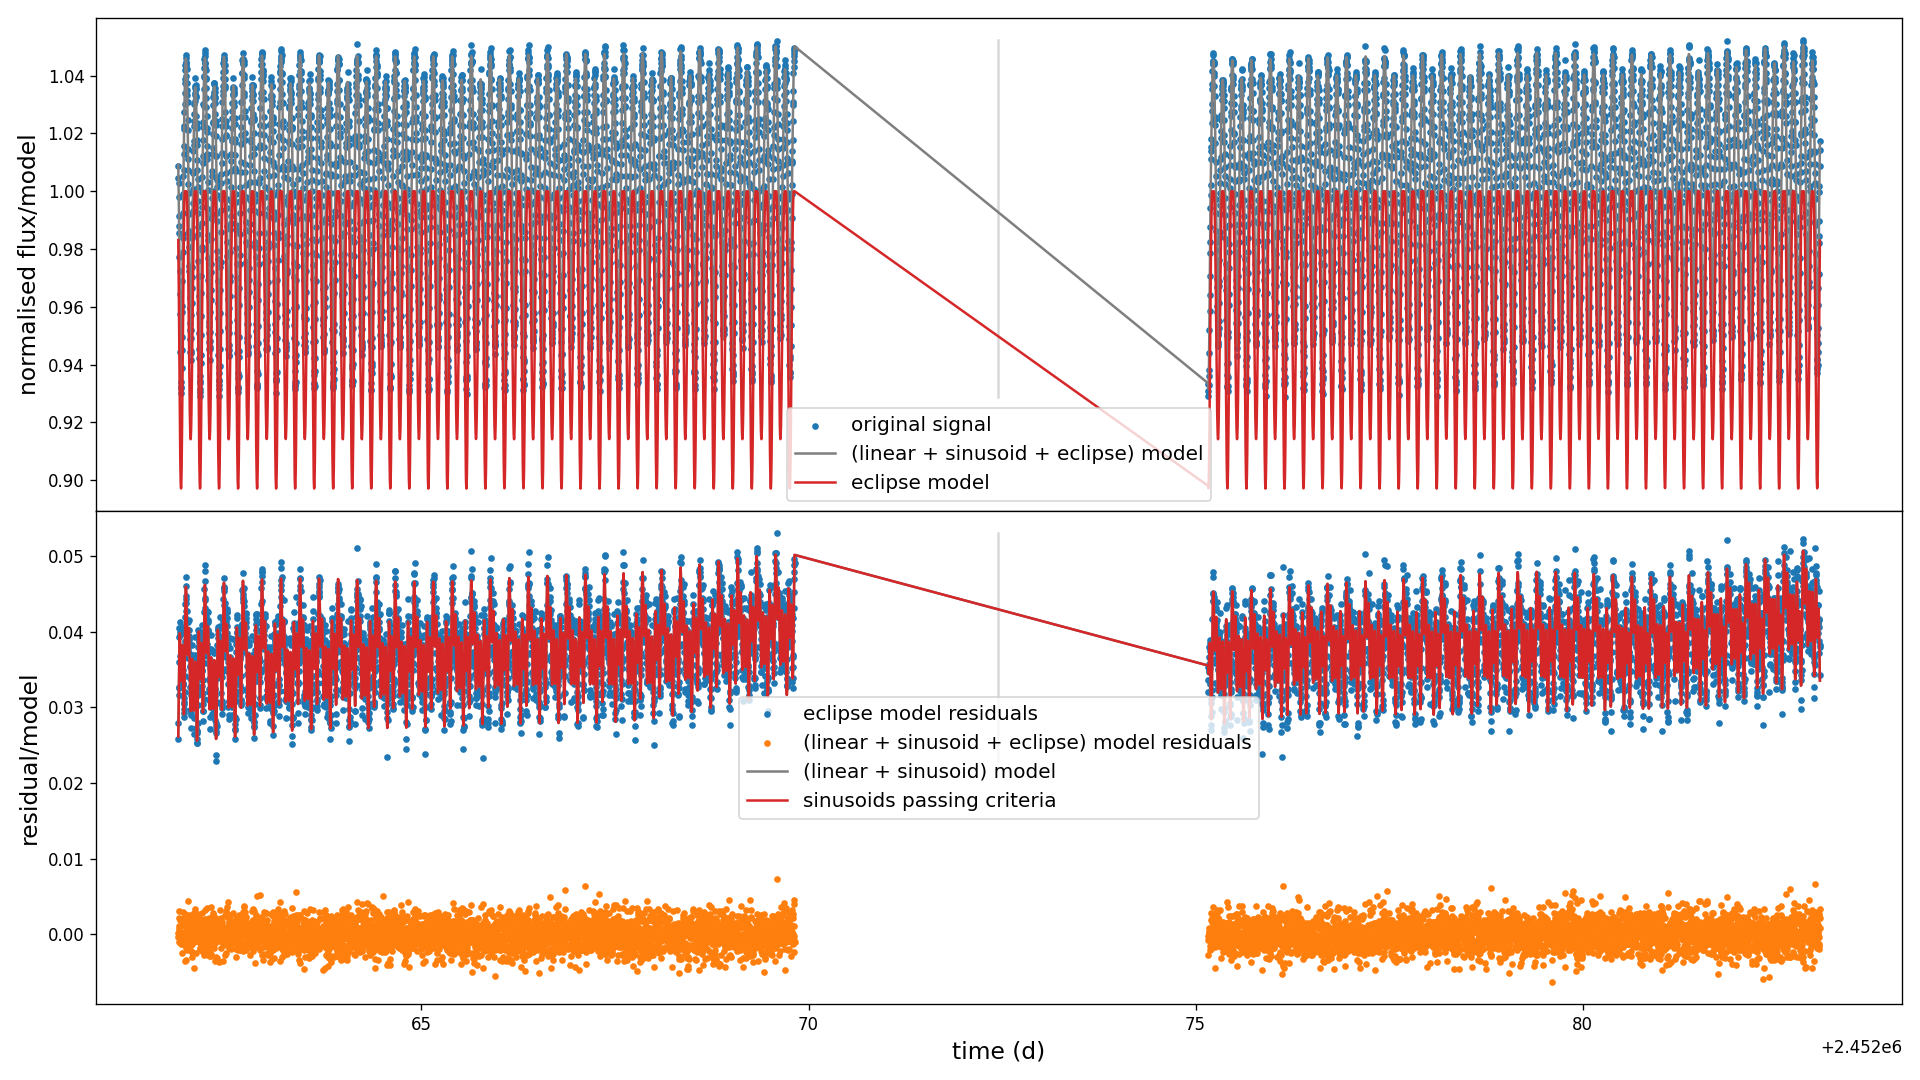 normalised flux/model
1.04
1.02
1.00
0.98
0.96
0.94
0.92
0.90
original signal
(linear + sinusoid + eclipse) model
eclipse model
residual/model
0.05
0.04
0.03
0.02
0.01
0.00
eclipse model residuals
(linear + sinusoid + eclipse) model residuals
(linear + sinusoid) model
sinusoids passing criteria
65
70
75
80
time (d)
+2.452e6